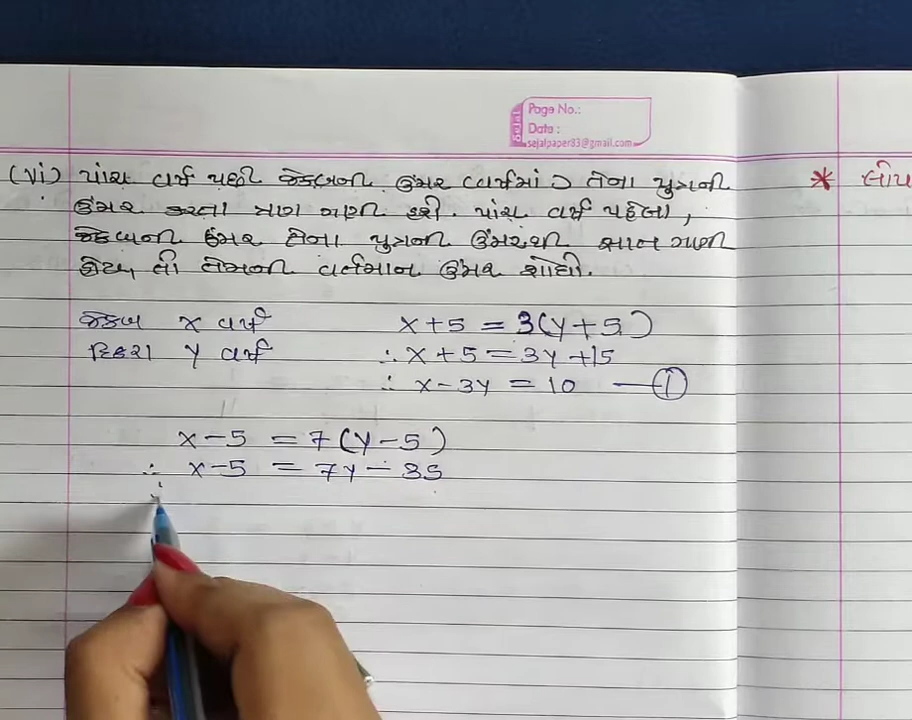 Page No.:
Date :
sejalpaper83@gmail.com
(vi) પાંચ વર્ષ પછી જેકબની ઉંમર (વર્ષમાં) તેના પુત્રની
ઉંમર કરતા ત્રણ ગણી હશે. પાંચ વર્ષ પહેલા,
જેકબની ઉંમર તેના પુત્રની ઉંમરથી સાત ગણી
હોય, તો તેમની વર્તમાન ઉંમર શોધો.
જેકબ x વર્ષ
દિકરો y વર્ષ
x + 5 = 3(y + 5)
∴ x + 5 = 3y + 15
∴ x - 3y = 10 — ①
x - 5 = 7(y - 5)
∴ x - 5 = 7y - 35
*